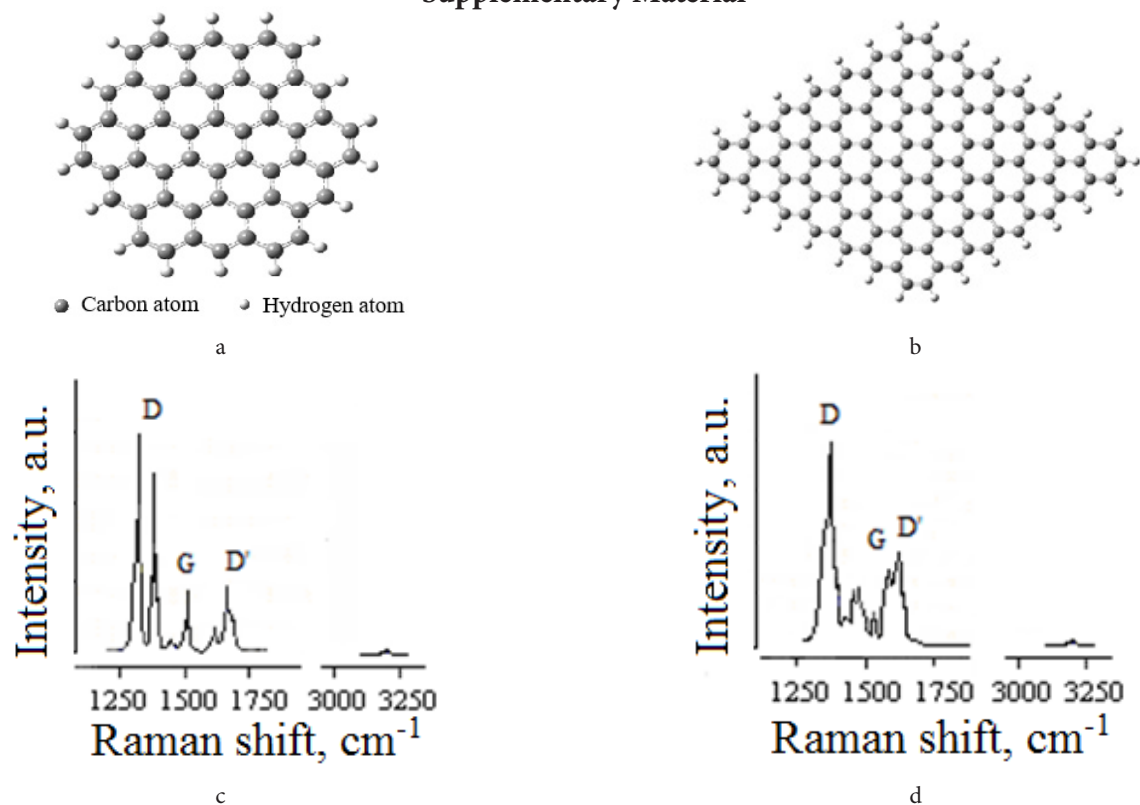 Supplementary Material
Carbon atom Hydrogen atom
a
b
D
G
D′
Intensity, a.u.
1250 1500 1750 3000 3250
Raman shift, cm-1
c
D
G
D′
Intensity, a.u.
1250 1500 1750 3000 3250
Raman shift, cm-1
d